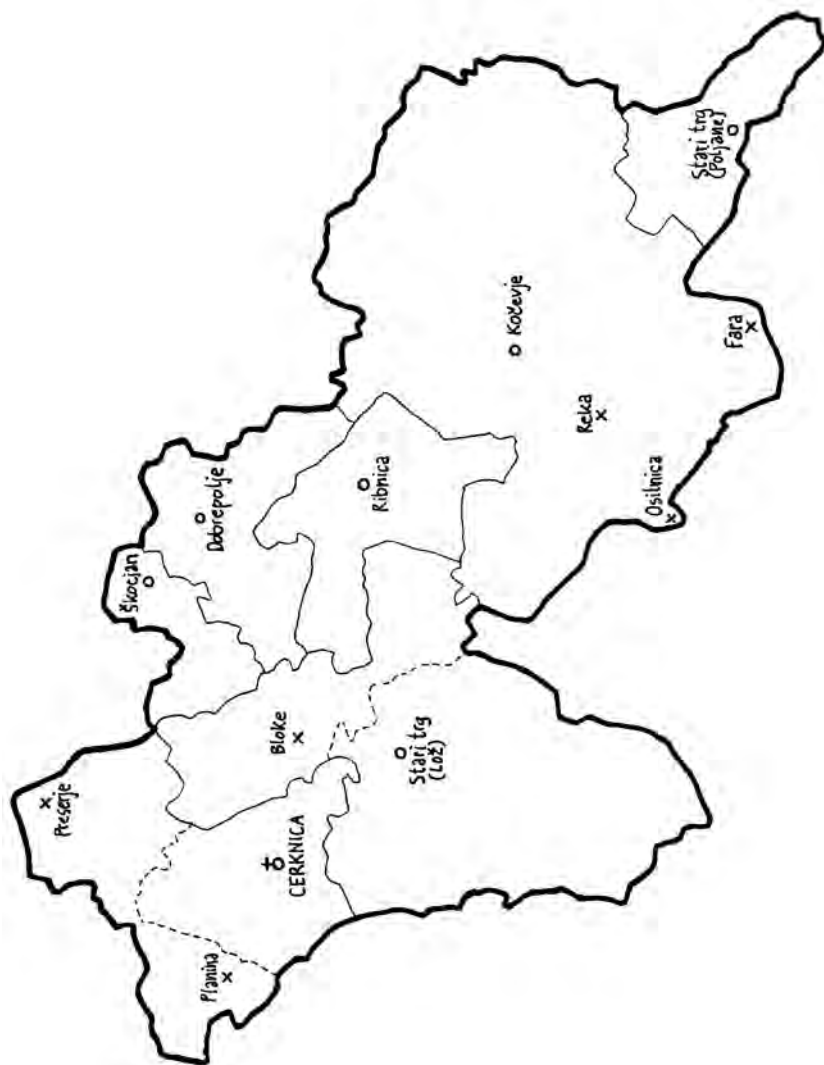 Preserje
Planina
CERKNICA
Bloke
Stari trg
(Lož)
Škocjan
Dobrepolje
Ribnica
Kočevje
Reka
Osilnica
Fara
Stari trg
(Poljane)